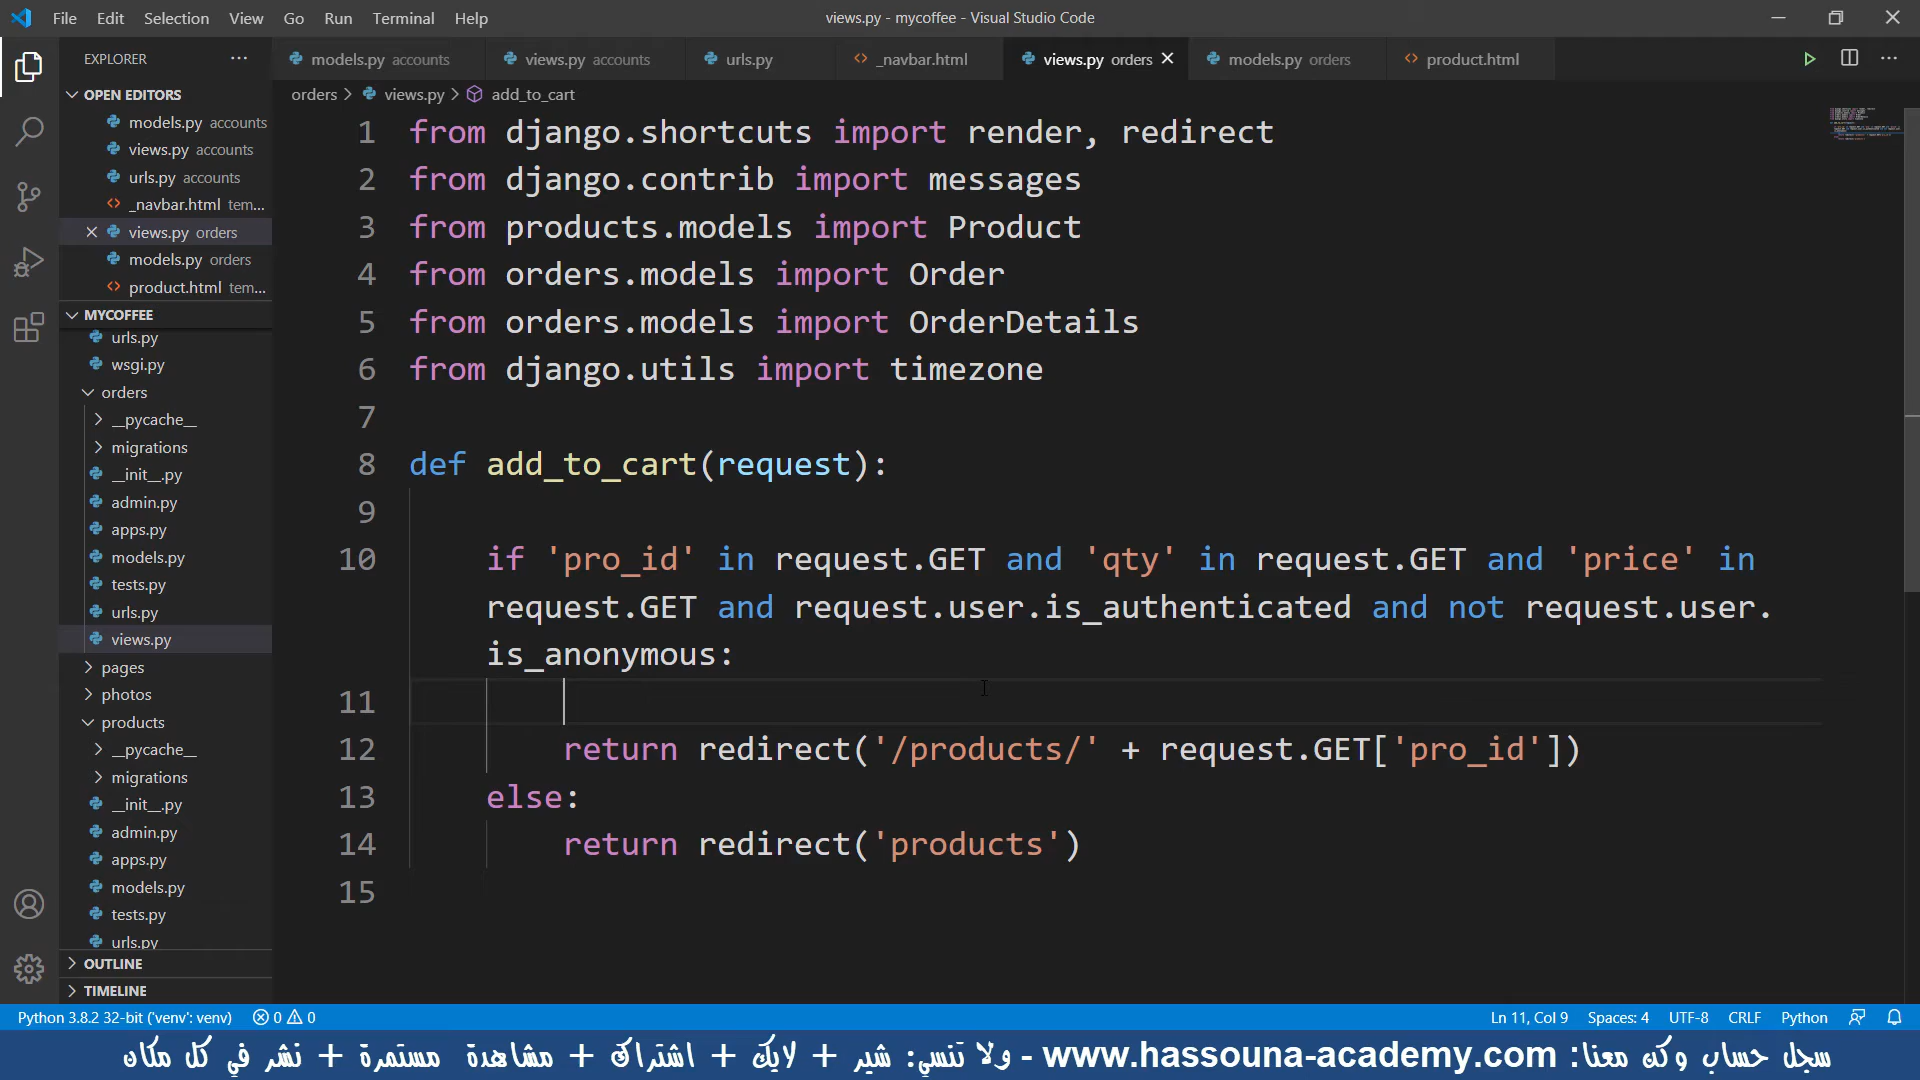 File Edit Selection View Go Run Terminal Help
views.py - mycoffee - Visual Studio Code
EXPLORER
models.py accounts
views.py accounts
urls.py
_navbar.html
views.py orders
models.py orders
product.html
OPEN EDITORS
models.py accounts
views.py accounts
urls.py accounts
_navbar.html tem...
views.py orders
models.py orders
product.html tem...
MYCOFFEE
urls.py
wsgi.py
orders
__pycache__
migrations
__init__.py
admin.py
apps.py
models.py
tests.py
urls.py
views.py
pages
photos
products
__pycache__
migrations
__init__.py
admin.py
apps.py
models.py
tests.py
urls.py
OUTLINE
TIMELINE
orders > views.py > add_to_cart
1 from django.shortcuts import render, redirect
2 from django.contrib import messages
3 from products.models import Product
4 from orders.models import Order
5 from orders.models import OrderDetails
6 from django.utils import timezone
7
8 def add_to_cart(request):
9
10 if 'pro_id' in request.GET and 'qty' in request.GET and 'price' in
request.GET and request.user.is_authenticated and not request.user.
is_anonymous:
11
12 return redirect('/products/' + request.GET['pro_id'])
13 else:
14 return redirect('products')
15
Python 3.8.2 32-bit ('venv': venv) 0 0
Ln 11, Col 9 Spaces: 4 UTF-8 CRLF Python
سجل حساب وكن معنا: www.hassouna-academy.com - ولا تنسي: شير + لايك + اشتراك + مشاهدة مستمرة + نشر في كل مكان